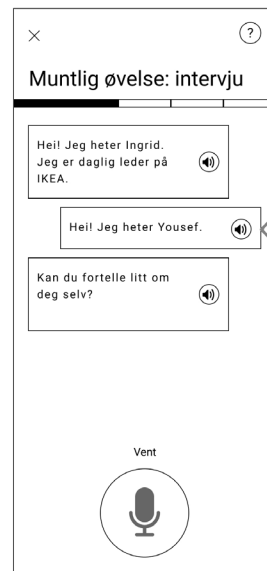 ?
Muntlig øvelse: intervju
Hei! Jeg heter Ingrid.
Jeg er daglig leder på
IKEA.
Hei! Jeg heter Yousef.
Kan du fortelle litt om
deg selv?
Vent